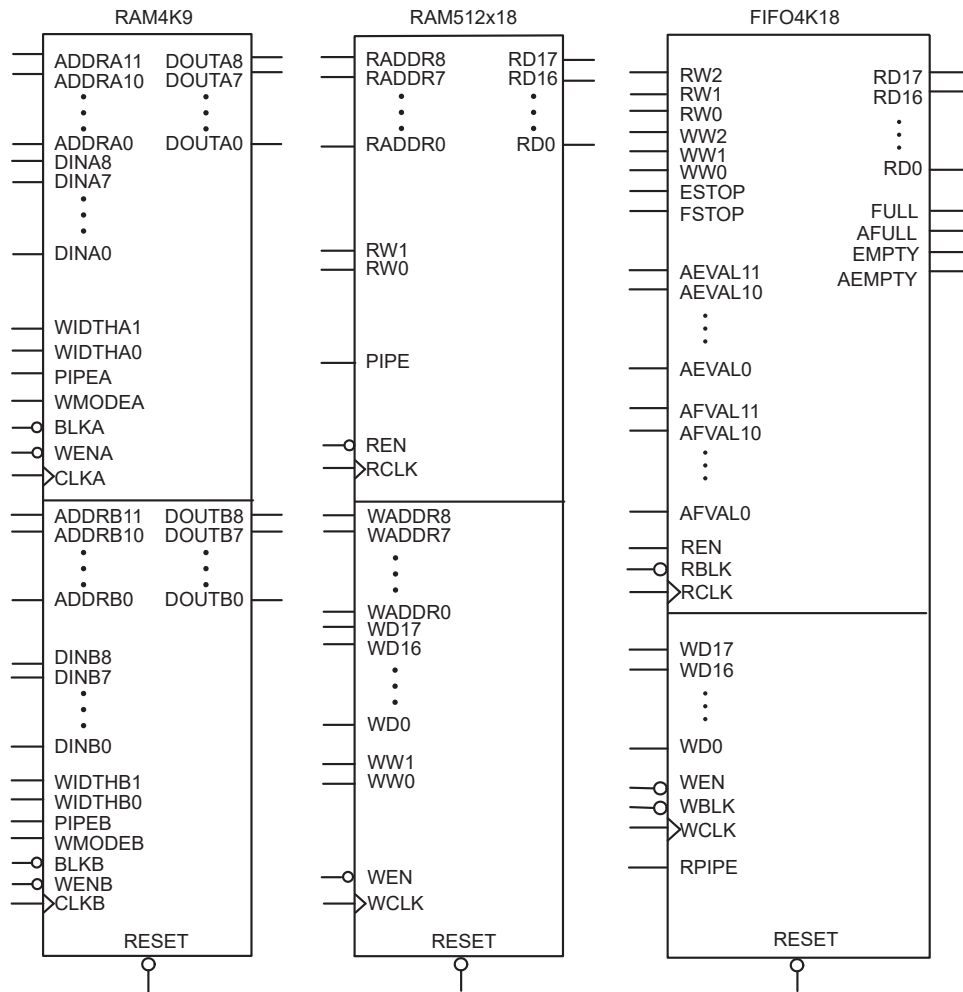 RAM4K9
ADDRA11 DOUTA8
ADDRA10 DOUTA7
ADDRA0 DOUTA0
DINA8
DINA7
DINA0
WIDTHA1
WIDTHA0
PIPEA
WMODEA
BLKA
WENA
CLKA
ADDRB11 DOUTB8
ADDRB10 DOUTB7
ADDRB0 DOUTB0
DINB8
DINB7
DINB0
WIDTHB1
WIDTHB0
PIPEB
WMODEB
BLKB
WENB
CLKB
RESET
RAM512x18
RADDR8 RD17
RADDR7 RD16
RADDR0 RD0
RW1
RW0
PIPE
REN
RCLK
WADDR8
WADDR7
WADDR0
WD17
WD16
WD0
WW1
WW0
WEN
WCLK
RESET
FIFO4K18
RW2 RD17
RW1 RD16
RW0
WW2
WW1
WW0 RD0
ESTOP
FSTOP FULL
AFULL
EMPTY
AEVAL11 AEMPTY
AEVAL10
AEVAL0
AFVAL11
AFVAL10
AFVAL0
REN
RBLK
RCLK
WD17
WD16
WD0
WEN
WBLK
WCLK
RPIPE
RESET